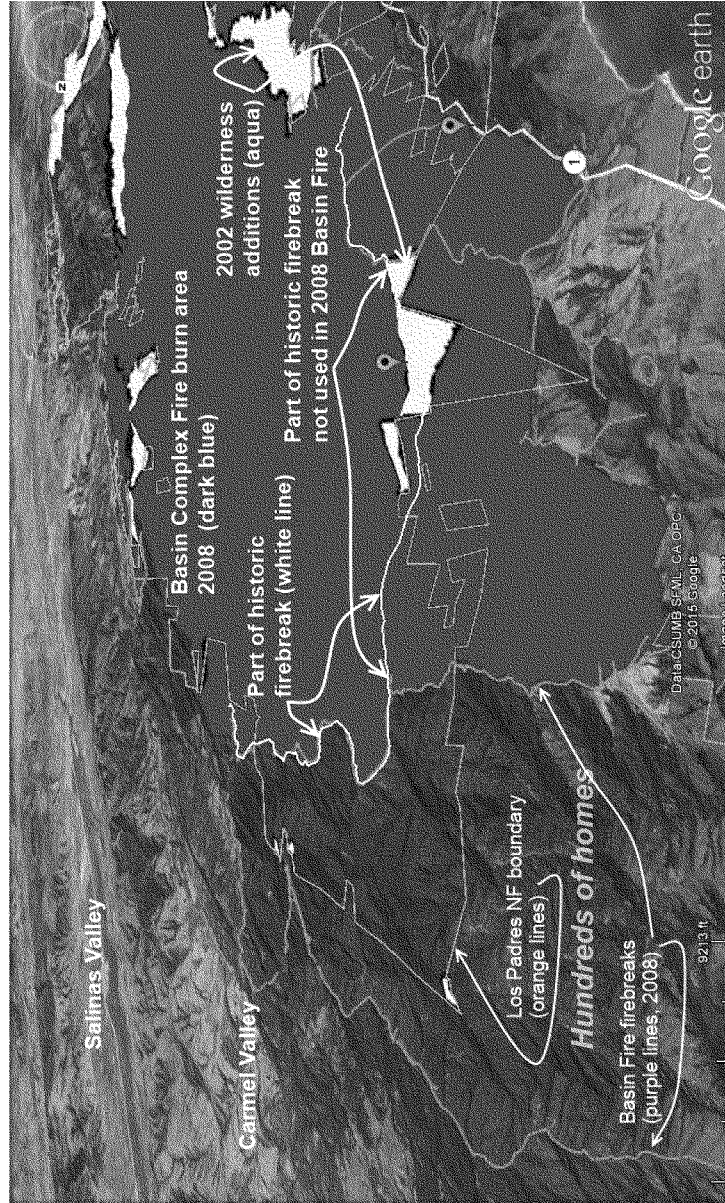 Salinas Valley
Carmel Valley
Basin Complex Fire burn area
2008 (dark blue)
2002 wilderness
additions (aqua)
Part of historic
firebreak (white line)
Part of historic firebreak
not used in 2008 Basin Fire
Los Padres NF boundary
(orange lines)
Hundreds of homes
Basin Fire firebreaks
(purple lines, 2008)
9213 ft
Data CSUMB SFML, CA OPC
© 2015 Google
Google earth
1
N